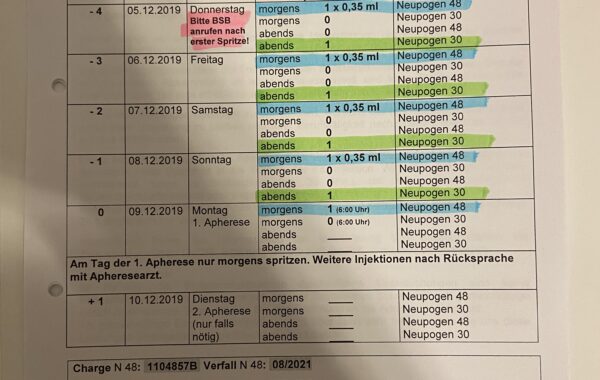 - 4 05.12.2019 Donnerstag morgens 1 x 0,35 ml Neupogen 48
Bitte BSB morgens 0 Neupogen 30
anrufen nach abends 0 Neupogen 48
erster Spritze! abends 1 Neupogen 30
- 3 06.12.2019 Freitag morgens 1 x 0,35 ml Neupogen 48
morgens 0 Neupogen 30
abends 0 Neupogen 48
abends 1 Neupogen 30
- 2 07.12.2019 Samstag morgens 1 x 0,35 ml Neupogen 48
morgens 0 Neupogen 30
abends 0 Neupogen 48
abends 1 Neupogen 30
- 1 08.12.2019 Sonntag morgens 1 x 0,35 ml Neupogen 48
morgens 0 Neupogen 30
abends 0 Neupogen 48
abends 1 Neupogen 30
0 09.12.2019 Montag morgens 1 (6:00 Uhr) Neupogen 48
1. Apherese morgens 0 (6:00 Uhr) Neupogen 30
abends ___ Neupogen 48
abends ___ Neupogen 30
Am Tag der 1. Apherese nur morgens spritzen. Weitere Injektionen nach Rücksprache
mit Apheresearzt.
+ 1 10.12.2019 Dienstag morgens ___ Neupogen 48
2. Apherese morgens ___ Neupogen 30
(nur falls abends ___ Neupogen 48
nötig) abends ___ Neupogen 30
Charge N 48: 1104857B Verfall N 48: 08/2021